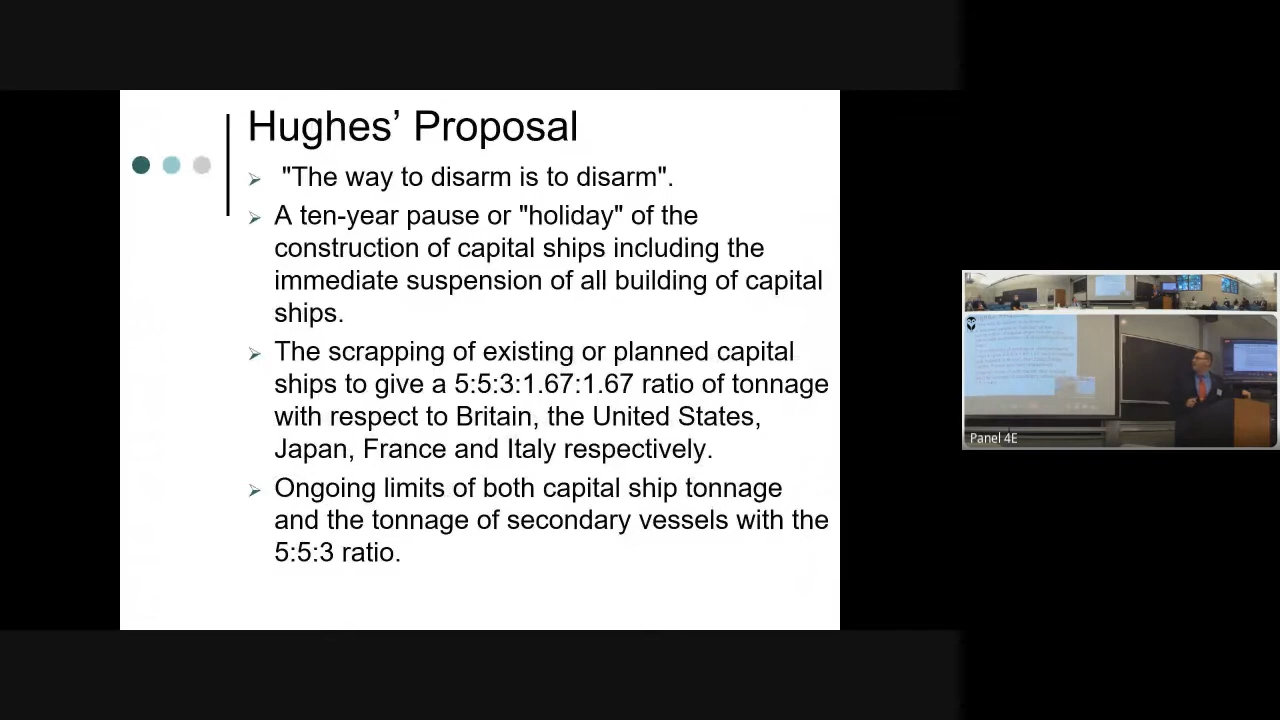 Hughes’ Proposal
"The way to disarm is to disarm".
A ten-year pause or "holiday" of the
construction of capital ships including the
immediate suspension of all building of capital
ships.
The scrapping of existing or planned capital
ships to give a 5:5:3:1.67:1.67 ratio of tonnage
with respect to Britain, the United States,
Japan, France and Italy respectively.
Ongoing limits of both capital ship tonnage
and the tonnage of secondary vessels with the
5:5:3 ratio.
Panel 4E